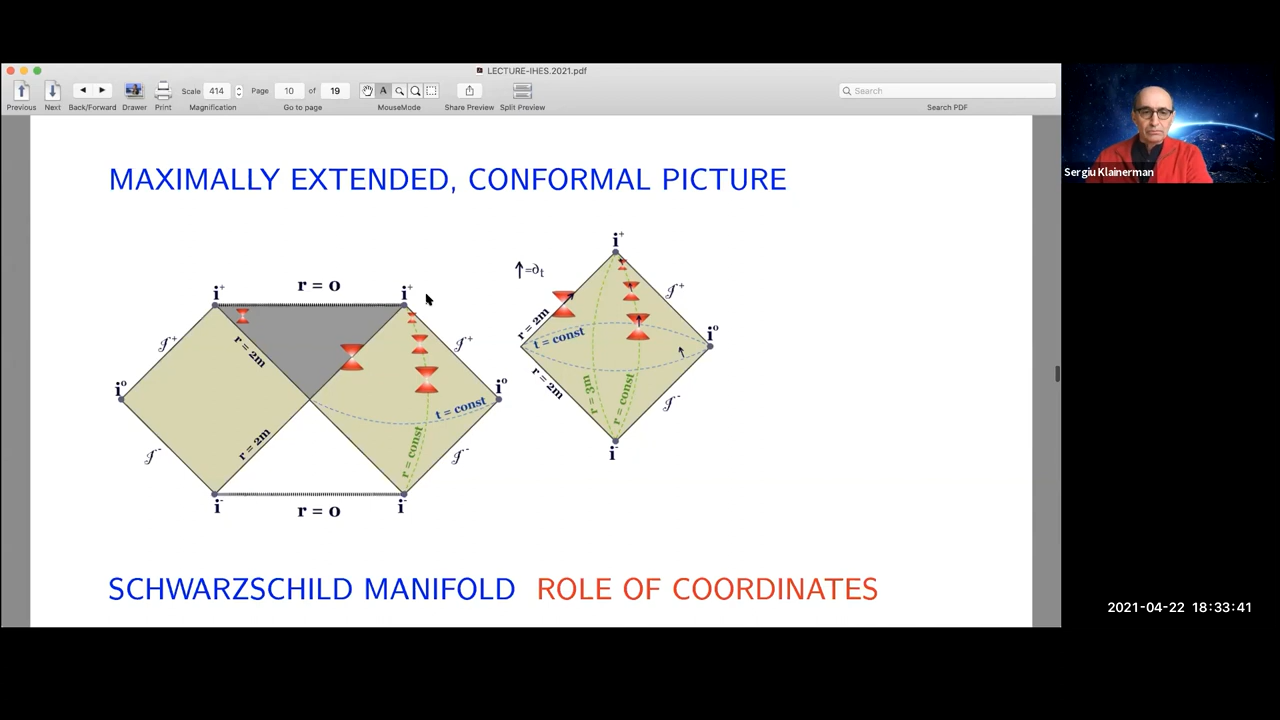 LECTURE-IHES.2021.pdf
Scale 414 Page 10 of 19 A Search
Previous Next Back/Forward Drawer Print Magnification Go to page MouseMode Share Preview Split Preview Search PDF
MAXIMALLY EXTENDED, CONFORMAL PICTURE
Sergiu Klainerman
r = 0
i⁺ i⁺
𝒥⁺ r = 2m 𝒥⁺
i⁰ i⁰
t = const
𝒥⁻ r = 2m r = const 𝒥⁻
i⁻ i⁻
r = 0
i⁺
↑=∂t
𝒥⁺
r = 2m t = const i⁰
r = 2m r = 3m r = const 𝒥⁻
i⁻
SCHWARZSCHILD MANIFOLD ROLE OF COORDINATES
2021-04-22 18:33:41